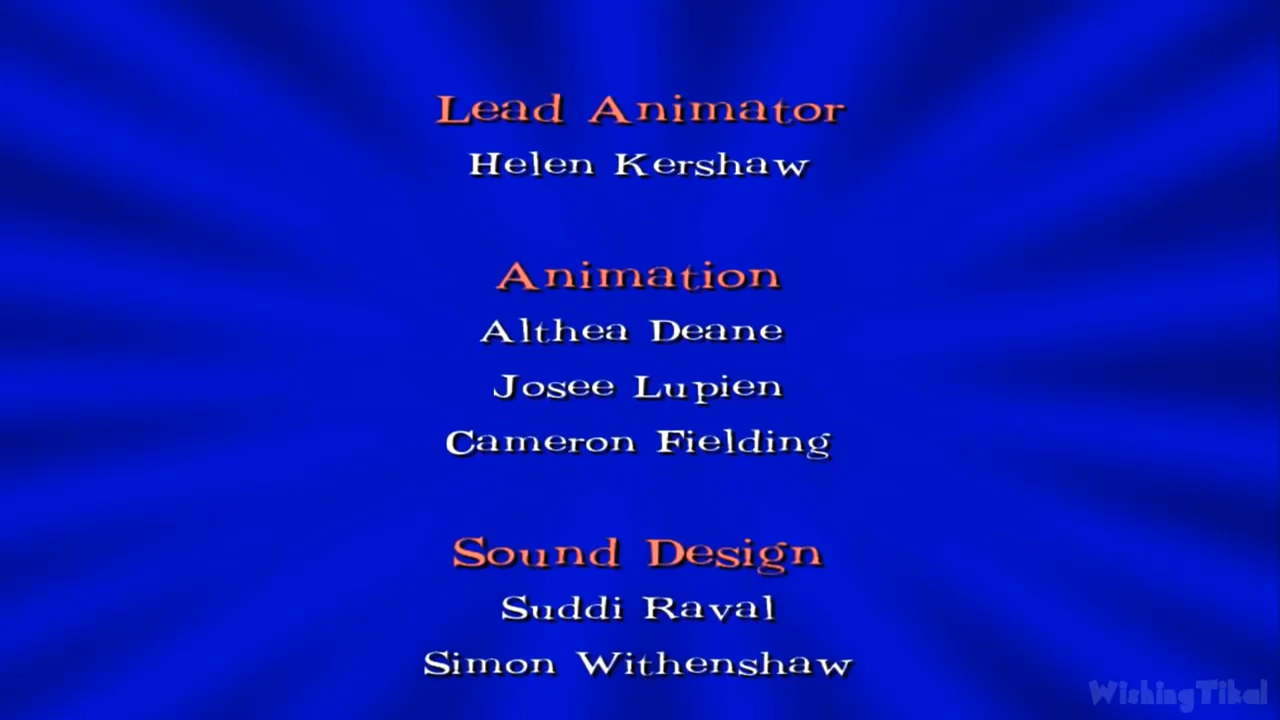 Lead Animator
Helen Kershaw
Animation
Althea Deane
Josee Lupien
Cameron Fielding
Sound Design
Suddi Raval
Simon Withenshaw
WishingTikal